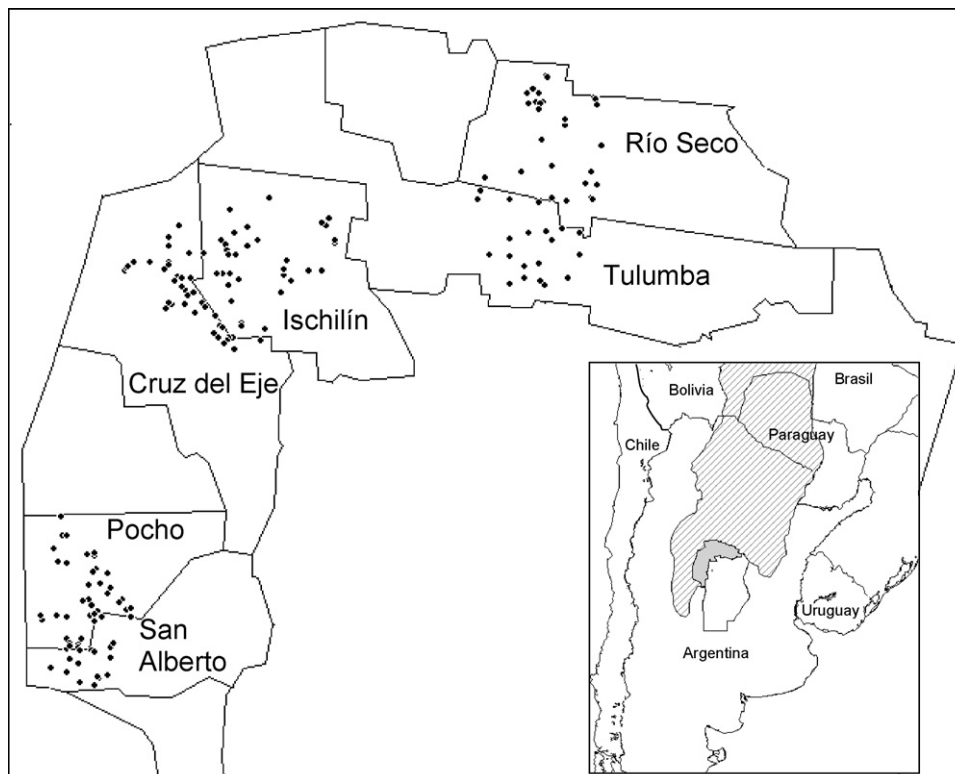 Río Seco
Tulumba
Ischilín
Cruz del Eje
Pocho
San
Alberto
Bolivia
Brasil
Paraguay
Chile
Uruguay
Argentina